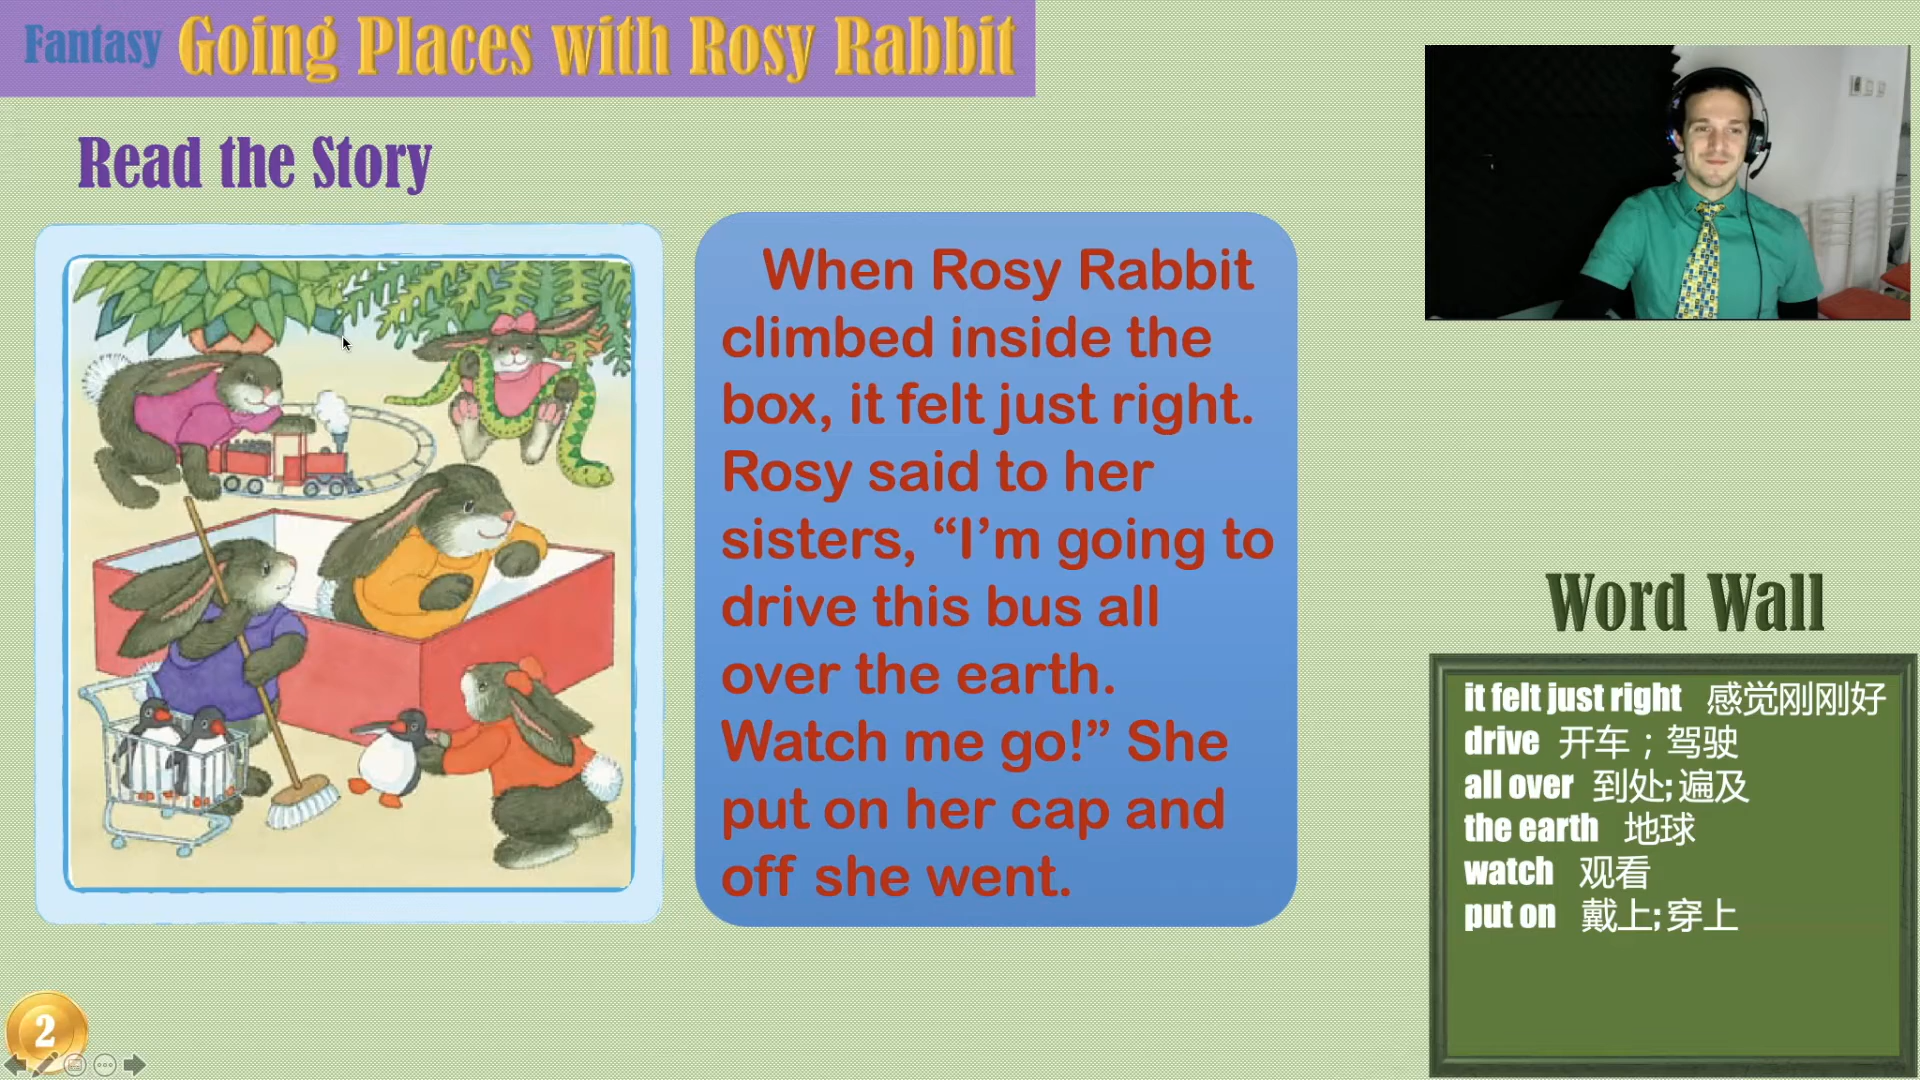 Fantasy Going Places with Rosy Rabbit
Read the Story
When Rosy Rabbit
climbed inside the
box, it felt just right.
Rosy said to her
sisters, “I’m going to
drive this bus all
over the earth.
Watch me go!” She
put on her cap and
off she went.
Word Wall
it felt just right 感觉刚刚好
drive 开车；驾驶
all over 到处; 遍及
the earth 地球
watch 观看
put on 戴上; 穿上
2